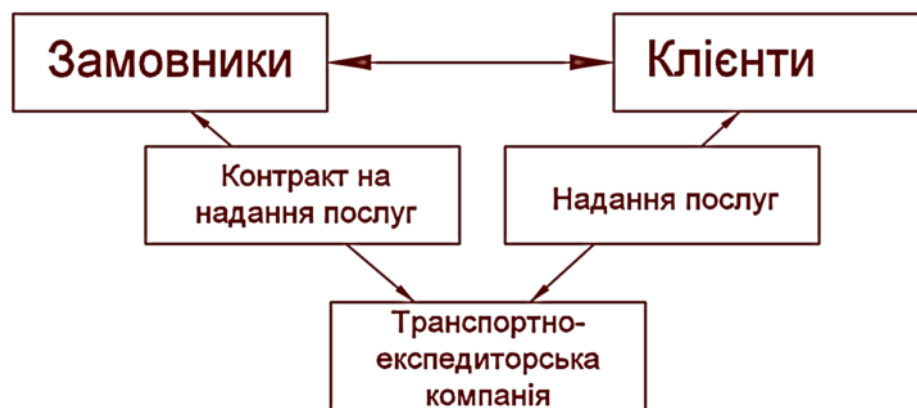 Замовники
Клієнти
Контракт на
надання послуг
Надання послуг
Транспортно-
експедиторська
компанія